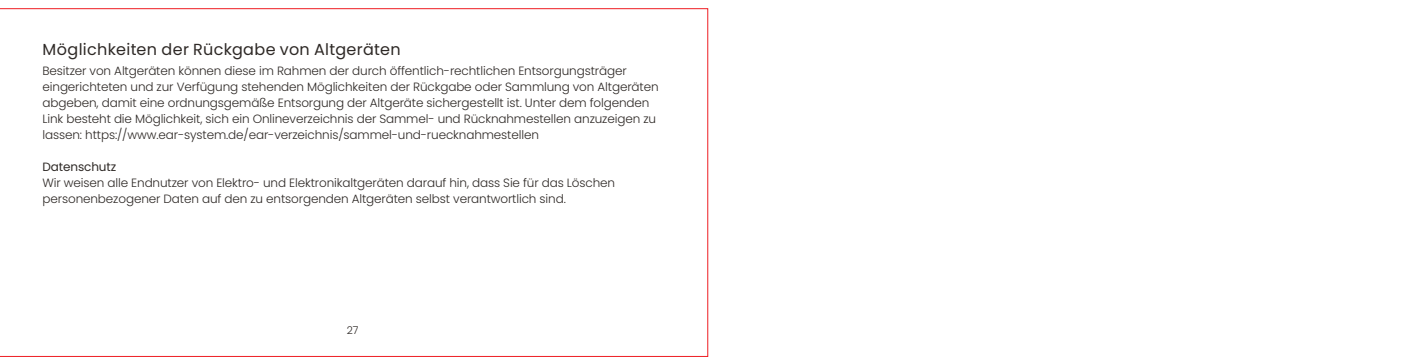 Möglichkeiten der Rückgabe von Altgeräten
Besitzer von Altgeräten können diese im Rahmen der durch öffentlich-rechtlichen Entsorgungsträger
eingerichteten und zur Verfügung stehenden Möglichkeiten der Rückgabe oder Sammlung von Altgeräten
abgeben, damit eine ordnungsgemäße Entsorgung der Altgeräte sichergestellt ist. Unter dem folgenden
Link besteht die Möglichkeit, sich ein Onlineverzeichnis der Sammel- und Rücknahmestellen anzuzeigen zu
lassen: https://www.ear-system.de/ear-verzeichnis/sammel-und-ruecknahmestellen
Datenschutz
Wir weisen alle Endnutzer von Elektro- und Elektronikaltgeräten darauf hin, dass Sie für das Löschen
personenbezogener Daten auf den zu entsorgenden Altgeräten selbst verantwortlich sind.
27